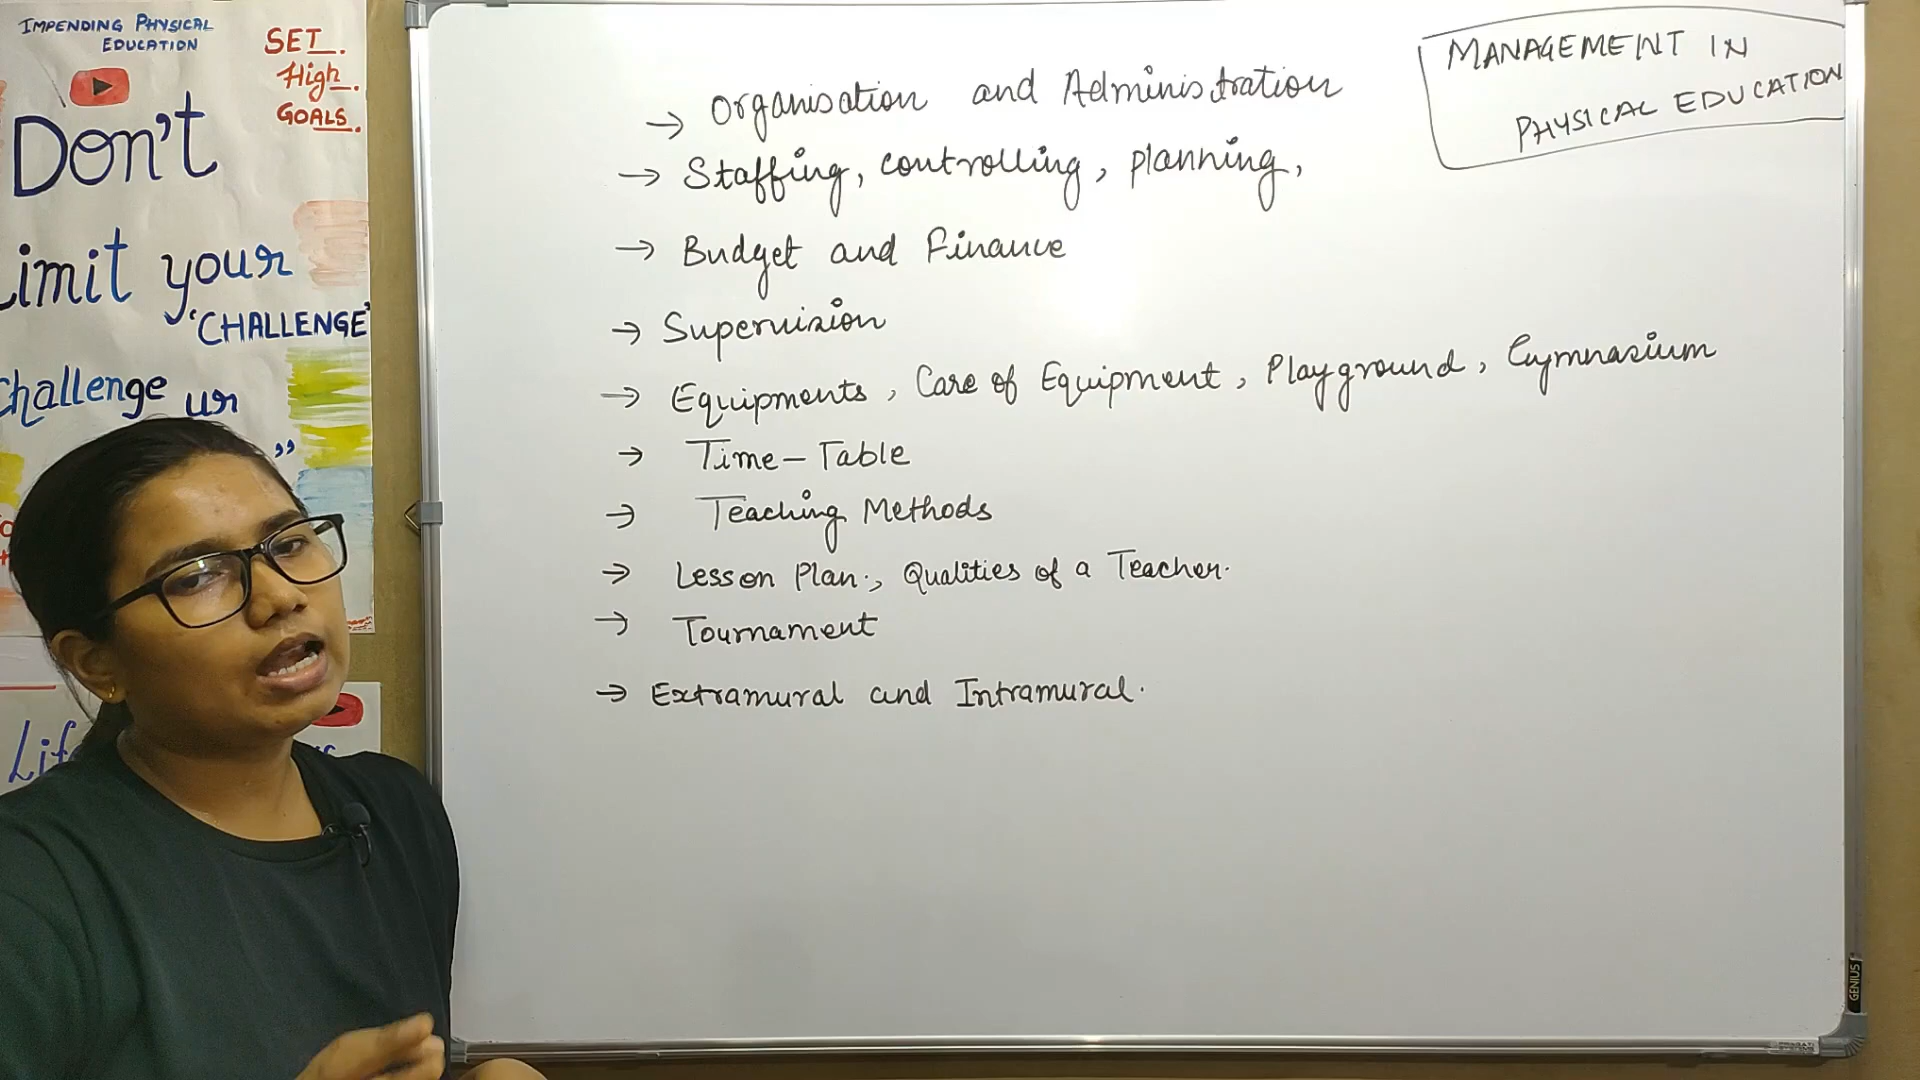 IMPENDING PHYSICAL
EDUCATION
SET.
High.
GOALS.
Don't
Limit your
'CHALLENGE'
Challenge ur
”
Lif
MANAGEMENT IN
PHYSICAL EDUCATION
→ Organisation and Administration
→ Staffing, controlling, planning,
→ Budget and Finance
→ Supervision
→ Equipments, Care of Equipment, Playground, Gymnasium
→ Time-Table
→ Teaching Methods
→ Lesson Plan., Qualities of a Teacher.
→ Tournament
→ Extramural and Intramural.
GENIUS